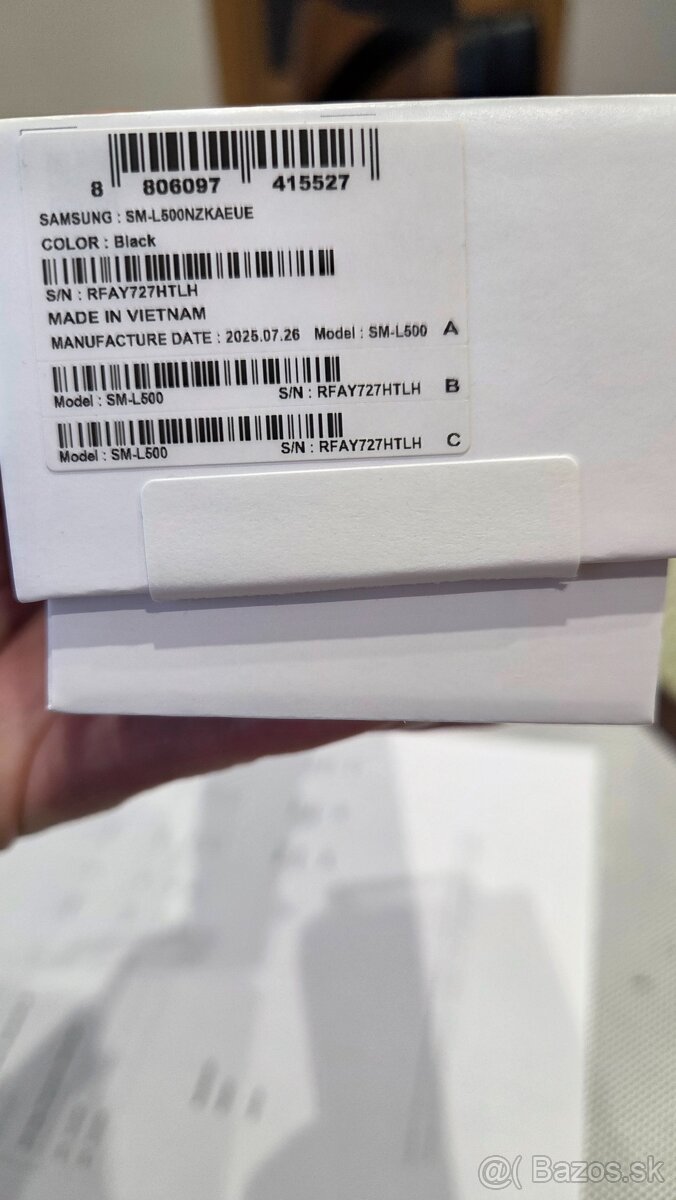 8 806097 415527
SAMSUNG : SM-L500NZKAEUE
COLOR : Black
S/N : RFAY727HTLH
MADE IN VIETNAM
MANUFACTURE DATE : 2025.07.26 Model : SM-L500 A
Model : SM-L500 S/N : RFAY727HTLH B
Model : SM-L500 S/N : RFAY727HTLH C
@( Bazos.sk